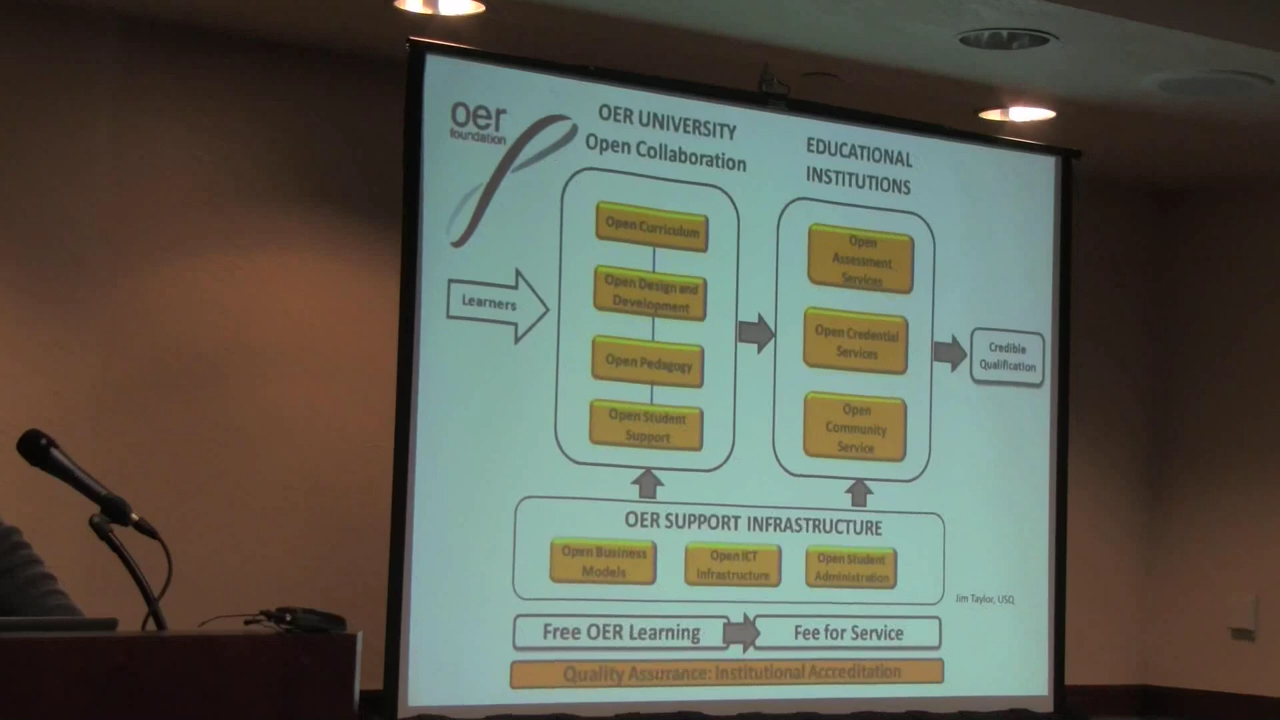 oer
foundation
OER UNIVERSITY
Open Collaboration
EDUCATIONAL
INSTITUTIONS
Learners
Open Curriculum
Open Design and
Development
Open Pedagogy
Open Student
Support
Open
Assessment
Services
Open Credential
Services
Open
Community
Service
Credible
Qualification
OER SUPPORT INFRASTRUCTURE
Open Business
Models
Open ICT
Infrastructure
Open Student
Administration
Jim Taylor, USQ
Free OER Learning
Fee for Service
Quality Assurance: Institutional Accreditation